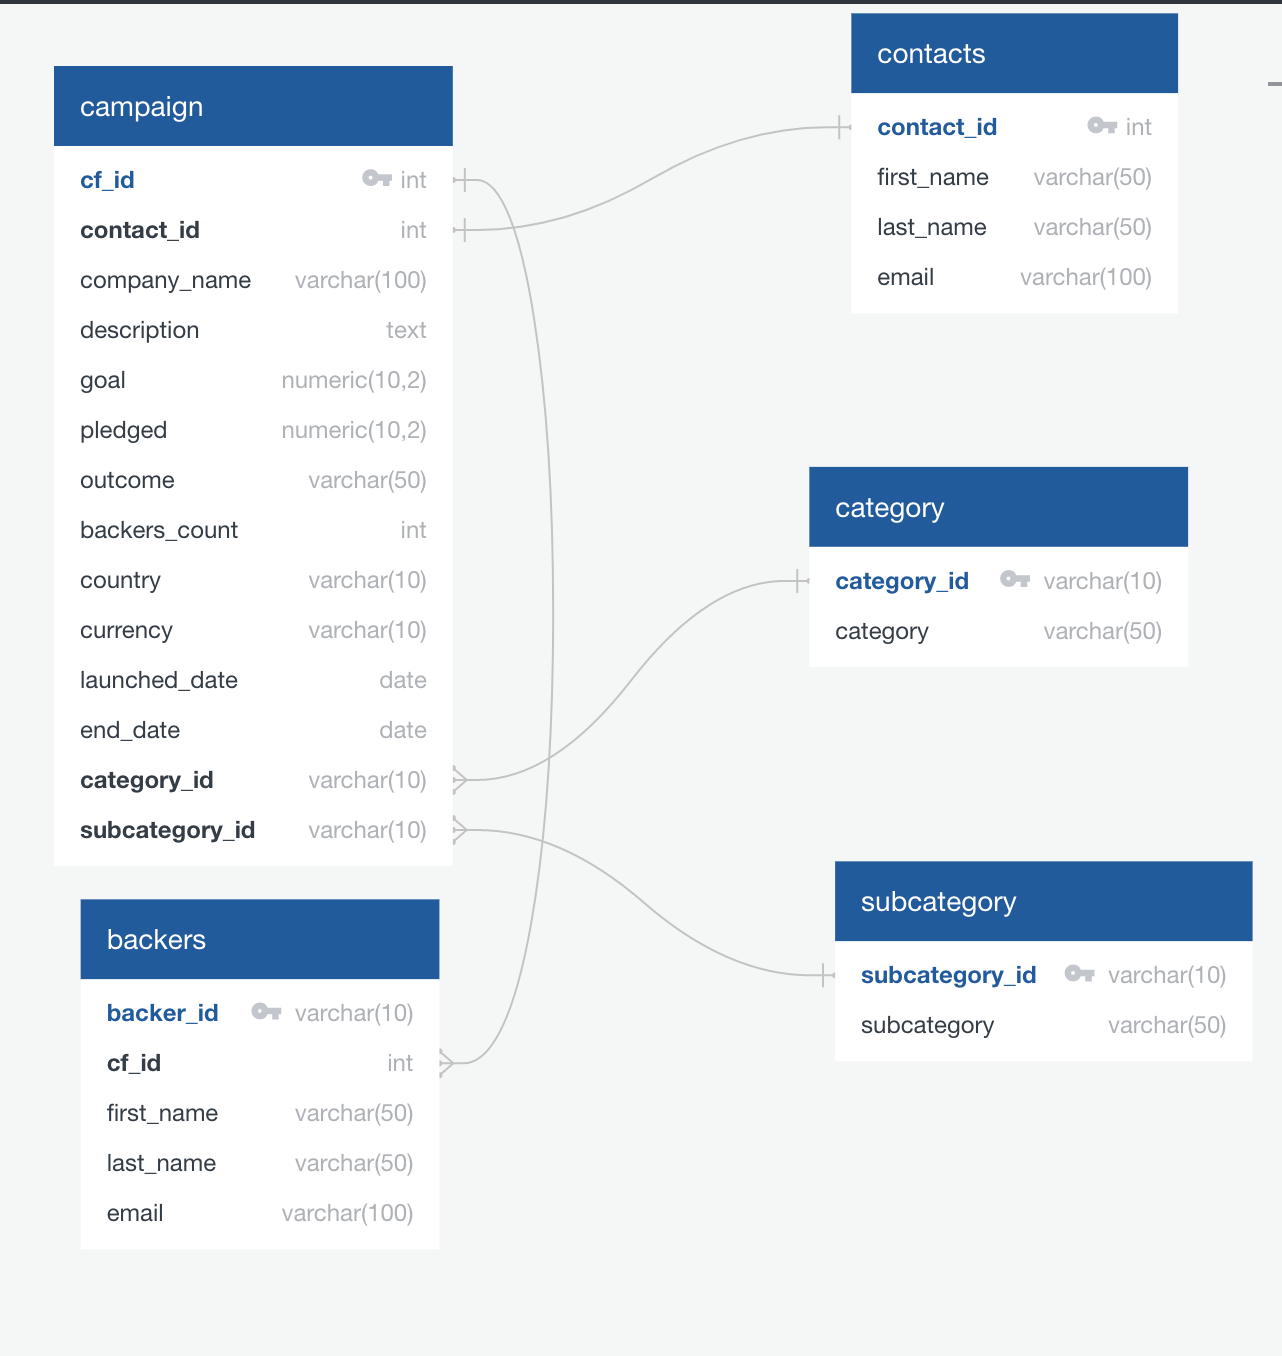 campaign
cf_id int
contact_id int
company_name varchar(100)
description text
goal numeric(10,2)
pledged numeric(10,2)
outcome varchar(50)
backers_count int
country varchar(10)
currency varchar(10)
launched_date date
end_date date
category_id varchar(10)
subcategory_id varchar(10)
backers
backer_id varchar(10)
cf_id int
first_name varchar(50)
last_name varchar(50)
email varchar(100)
contacts
contact_id int
first_name varchar(50)
last_name varchar(50)
email varchar(100)
category
category_id varchar(10)
category varchar(50)
subcategory
subcategory_id varchar(10)
subcategory varchar(50)